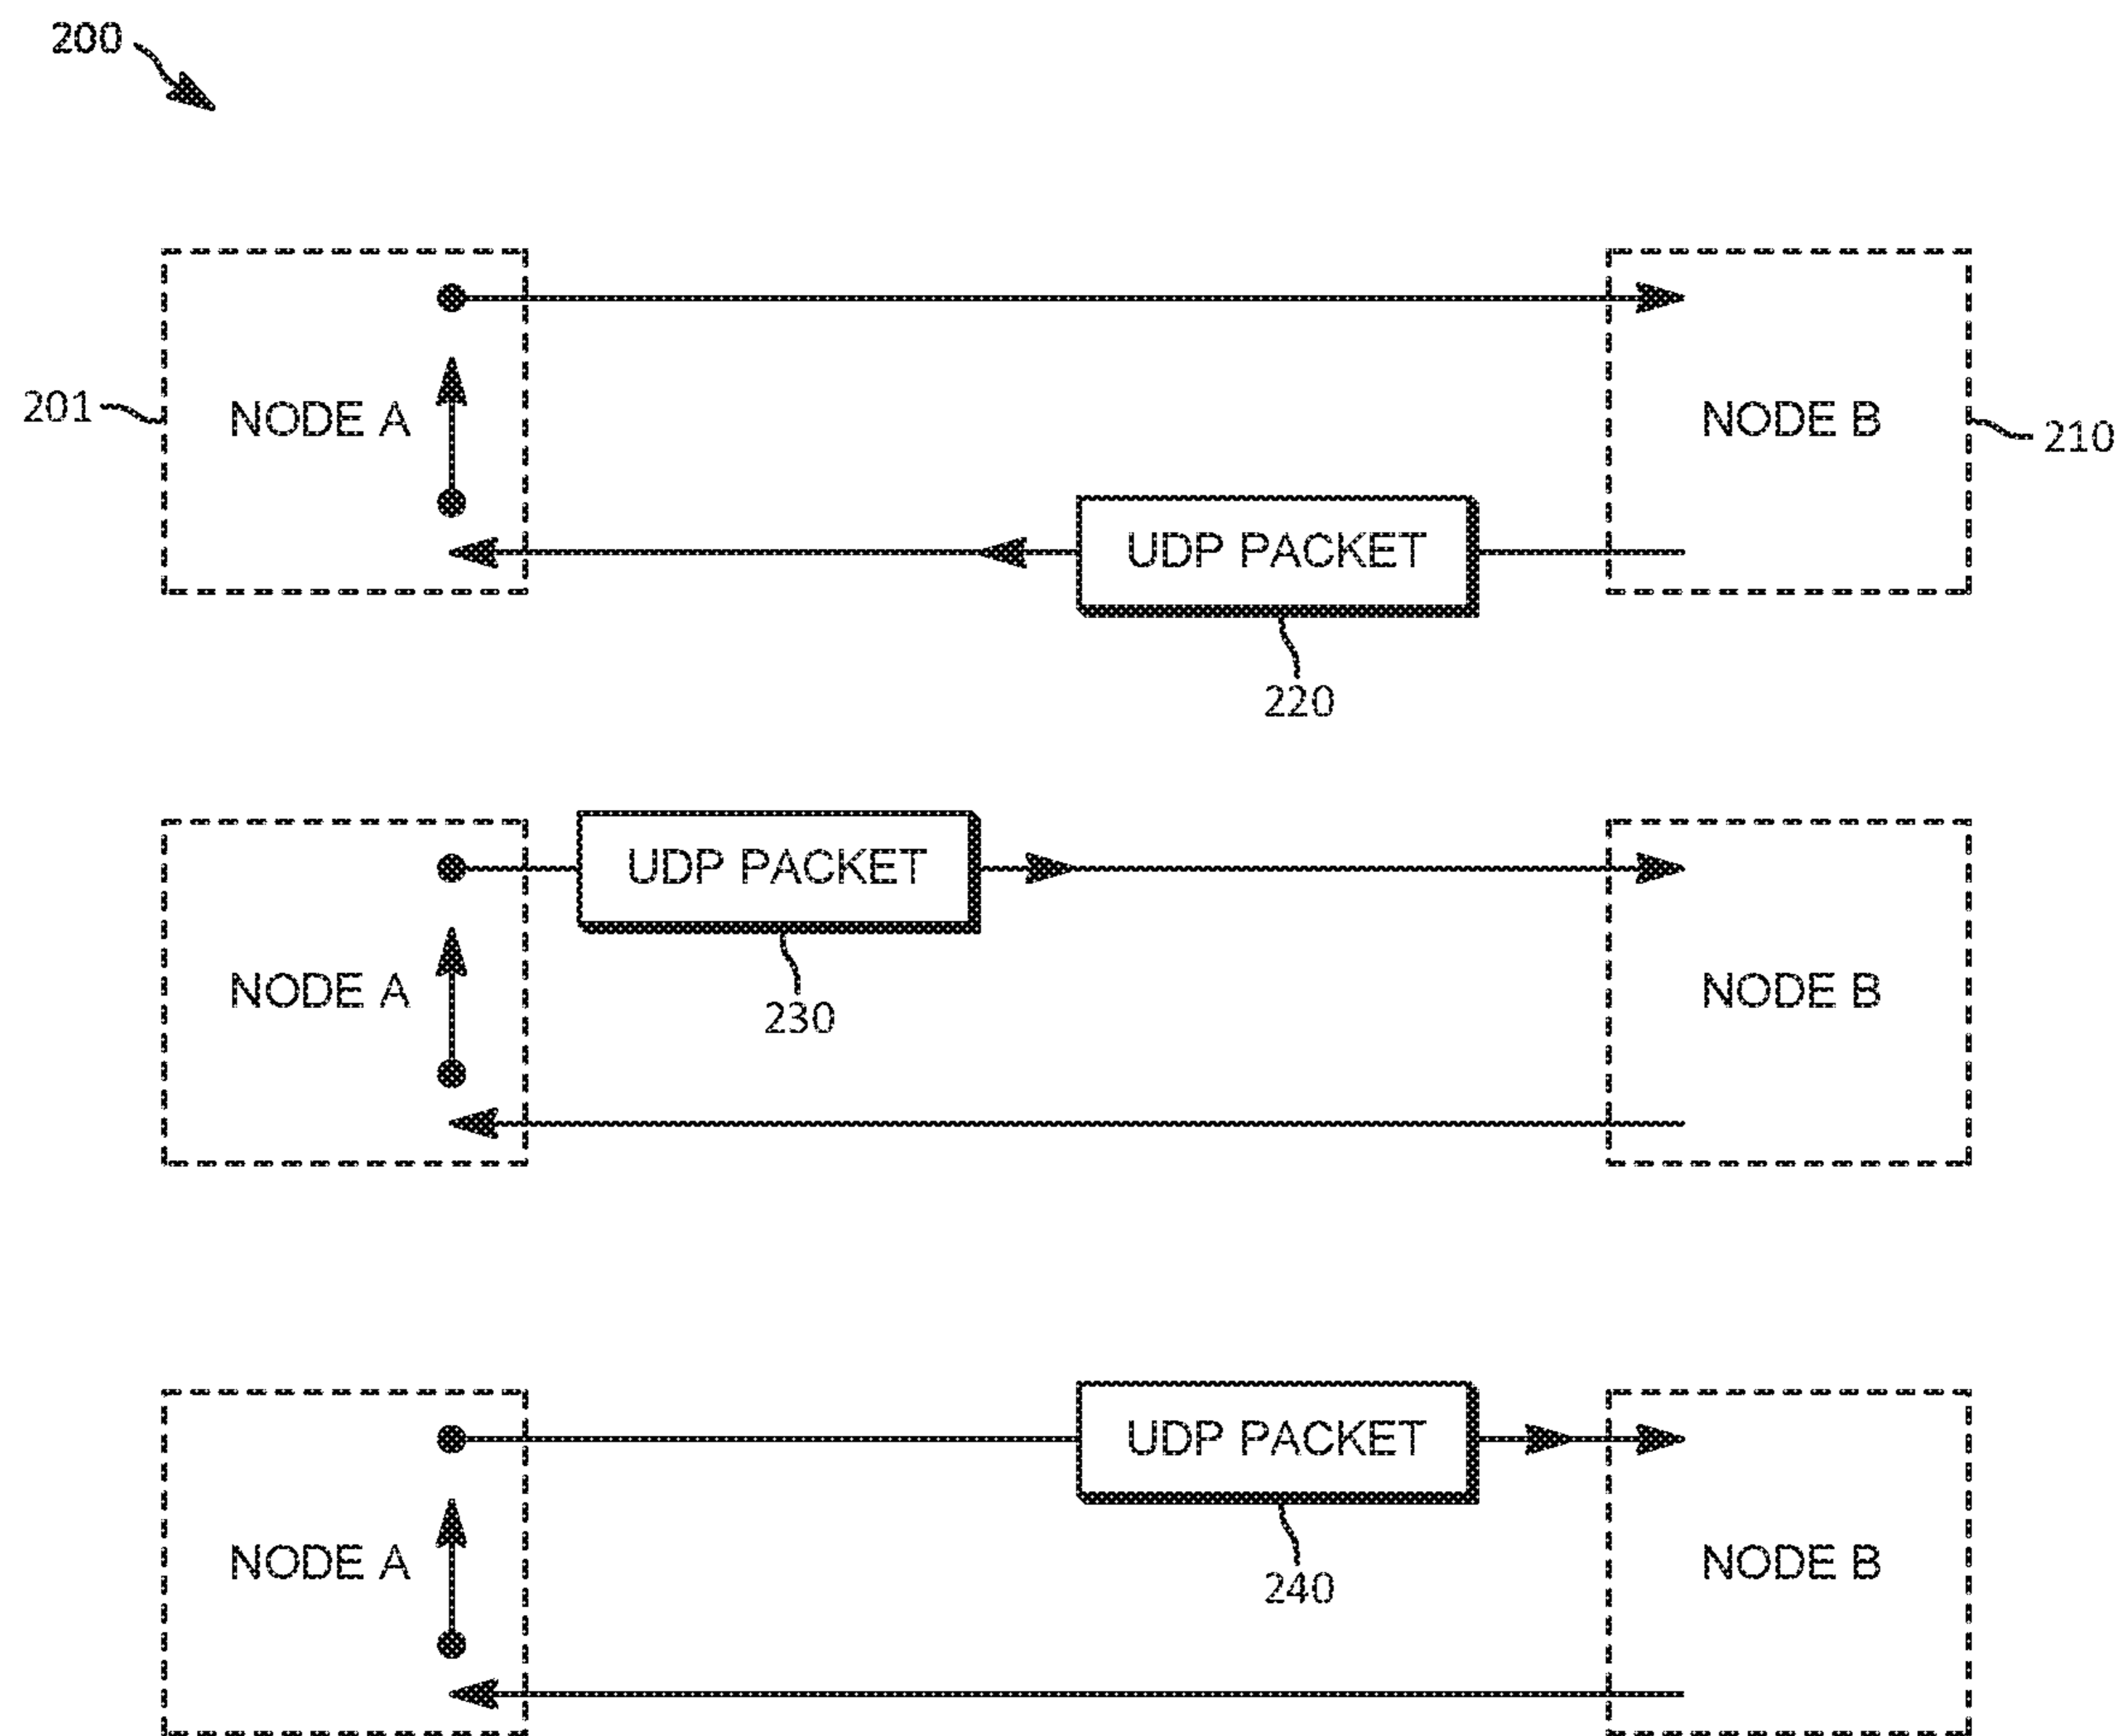 200
201
NODE A
NODE B
210
UDP PACKET
220
UDP PACKET
NODE A
NODE B
230
UDP PACKET
NODE A
NODE B
240